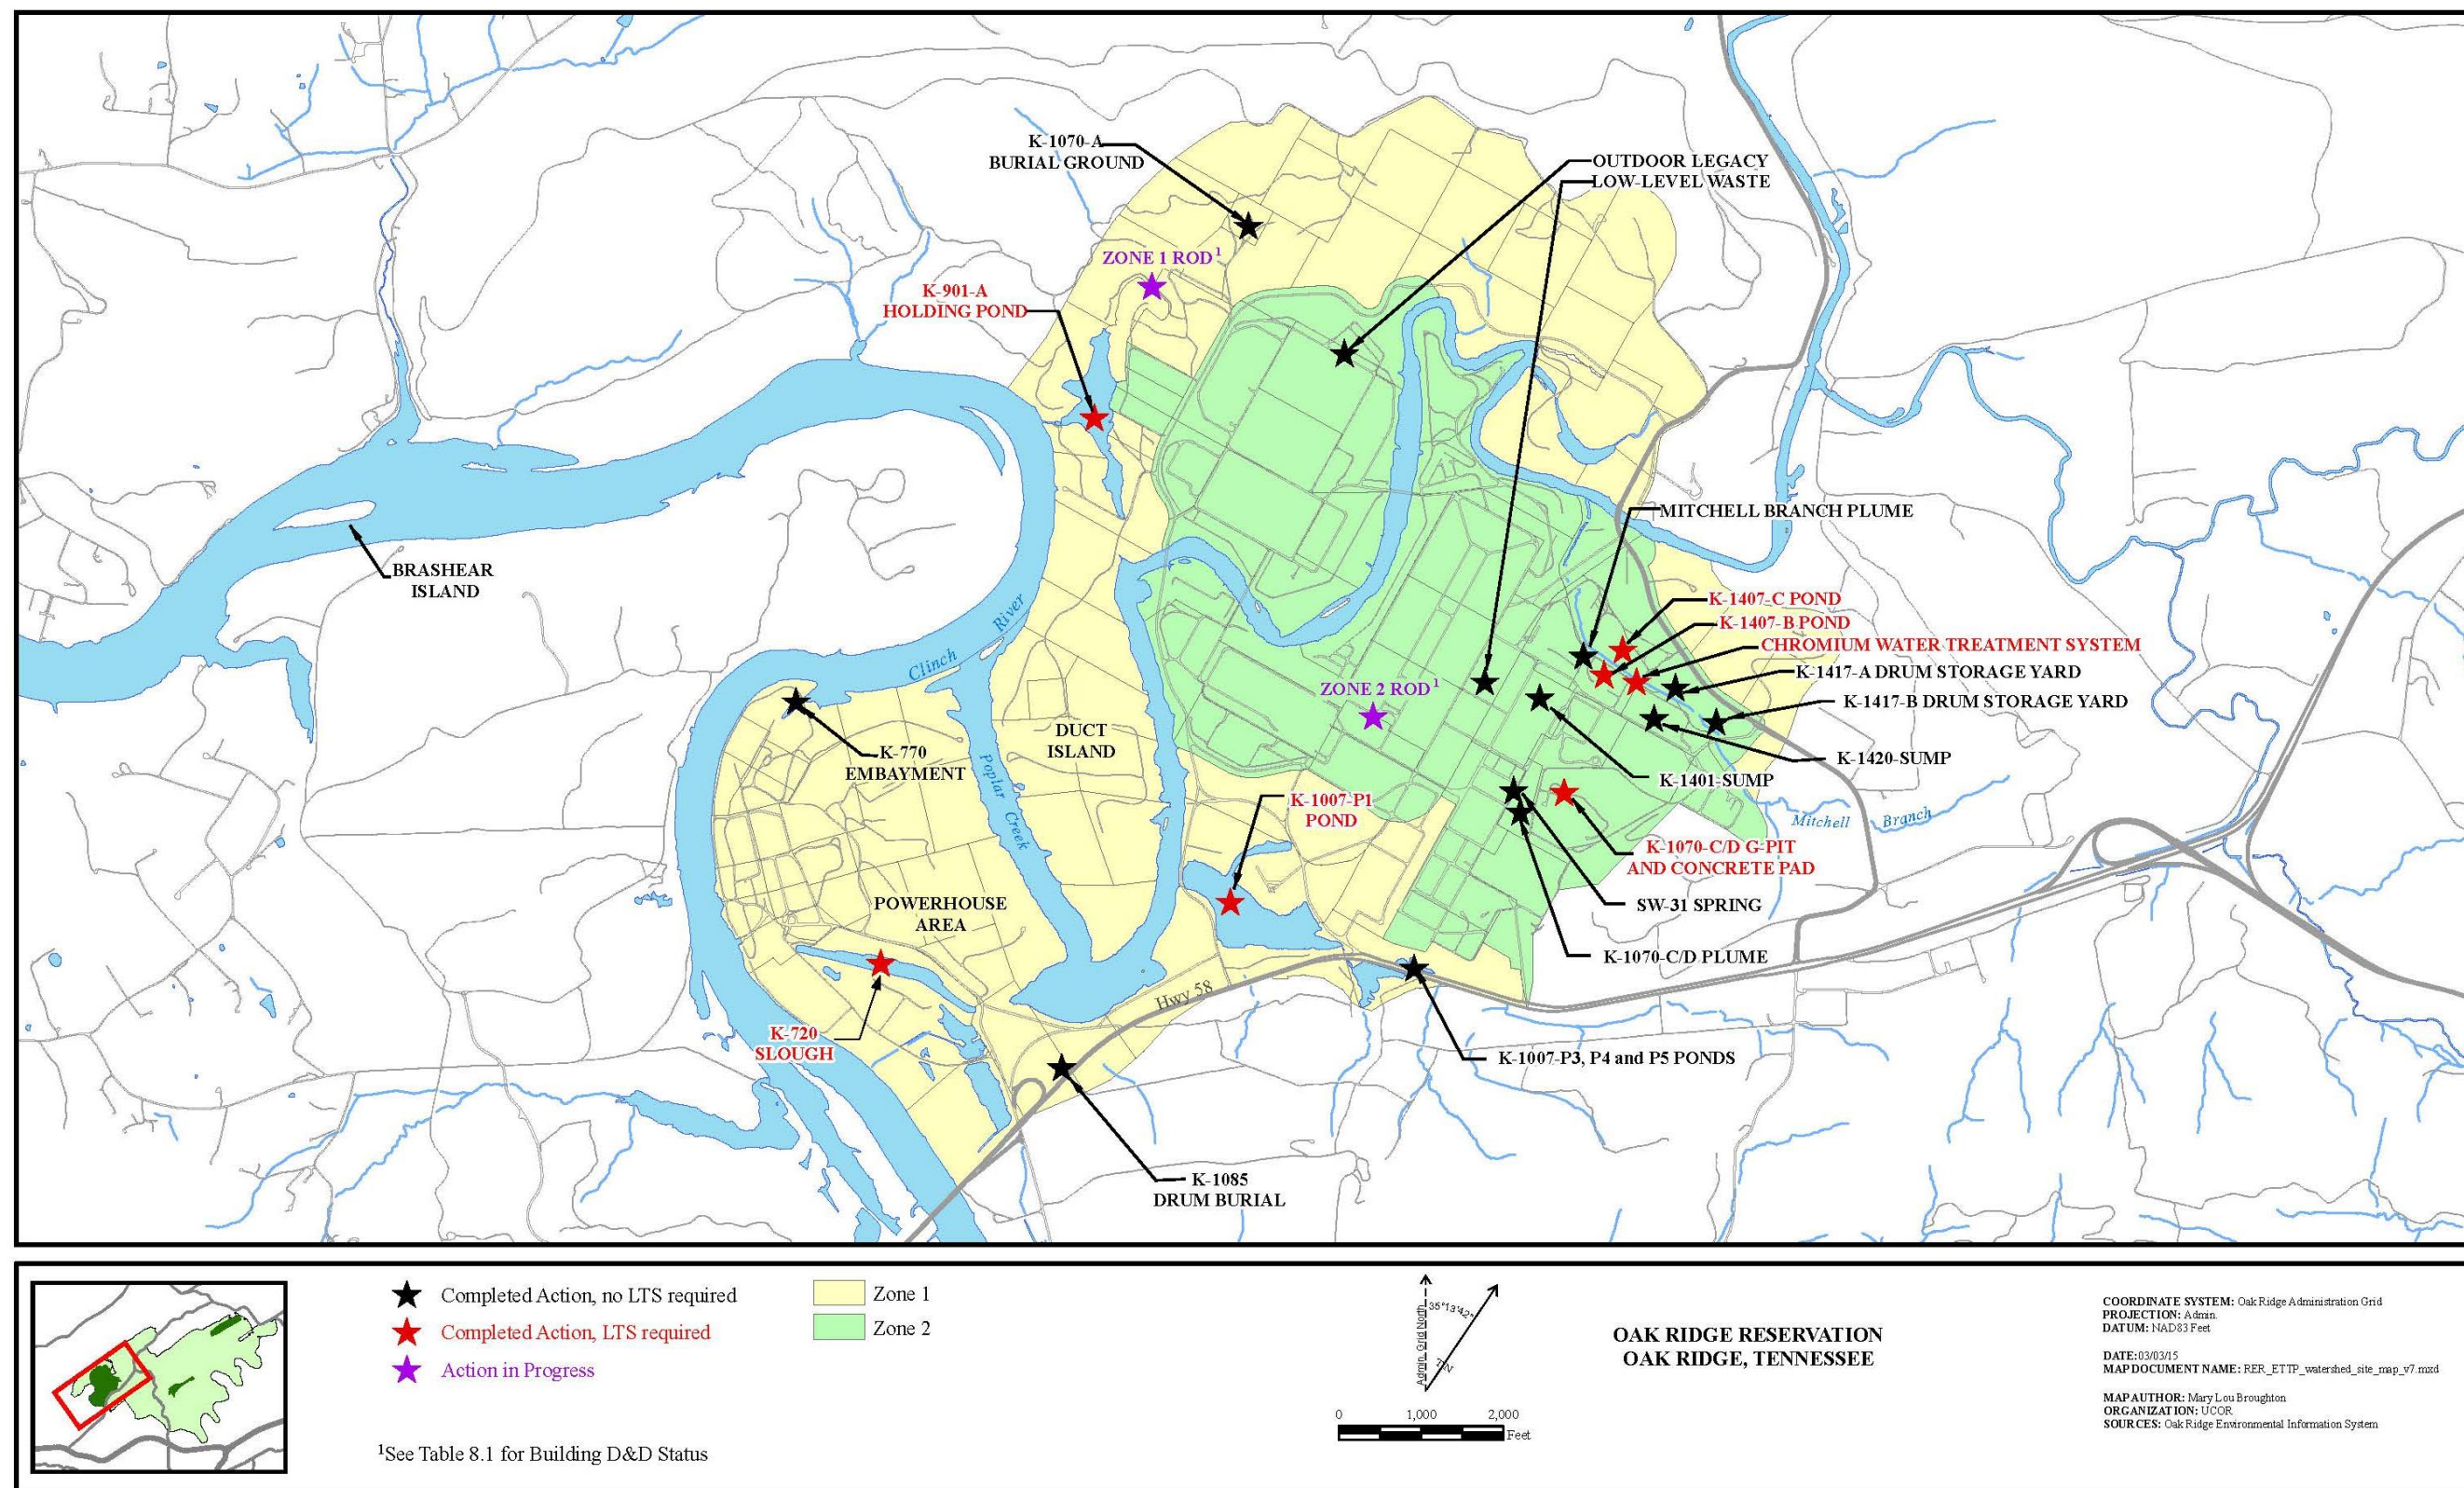 K-1070-A
BURIAL GROUND
OUTDOOR LEGACY
LOW-LEVEL WASTE
ZONE 1 ROD¹
K-901-A
HOLDING POND
MITCHELL BRANCH PLUME
BRASHEAR
ISLAND
K-1407-C POND
K-1407-B POND
CHROMIUM WATER TREATMENT SYSTEM
K-1417-A DRUM STORAGE YARD
K-1417-B DRUM STORAGE YARD
Clinch River
ZONE 2 ROD¹
DUCT
ISLAND
K-770
EMBAYMENT
K-1420-SUMP
K-1401-SUMP
Poplar Creek
K-1007-P1
POND
Mitchell Branch
K-1070-C/D G-PIT
AND CONCRETE PAD
POWERHOUSE
AREA
SW-31 SPRING
K-1070-C/D PLUME
Hwy 58
K-720
SLOUGH
K-1007-P3, P4 and P5 PONDS
K-1085
DRUM BURIAL
Completed Action, no LTS required
Completed Action, LTS required
Action in Progress
¹See Table 8.1 for Building D&D Status
Zone 1
Zone 2
Admin. Grid North
35°13'42"
TN
0 1,000 2,000
Feet
OAK RIDGE RESERVATION
OAK RIDGE, TENNESSEE
COORDINATE SYSTEM: Oak Ridge Administration Grid
PROJECTION: Admin.
DATUM: NAD83 Feet
DATE: 03/03/15
MAP DOCUMENT NAME: RER_ETTP_watershed_site_map_v7.mxd
MAP AUTHOR: Mary Lou Broughton
ORGANIZATION: UCOR
SOURCES: Oak Ridge Environmental Information System